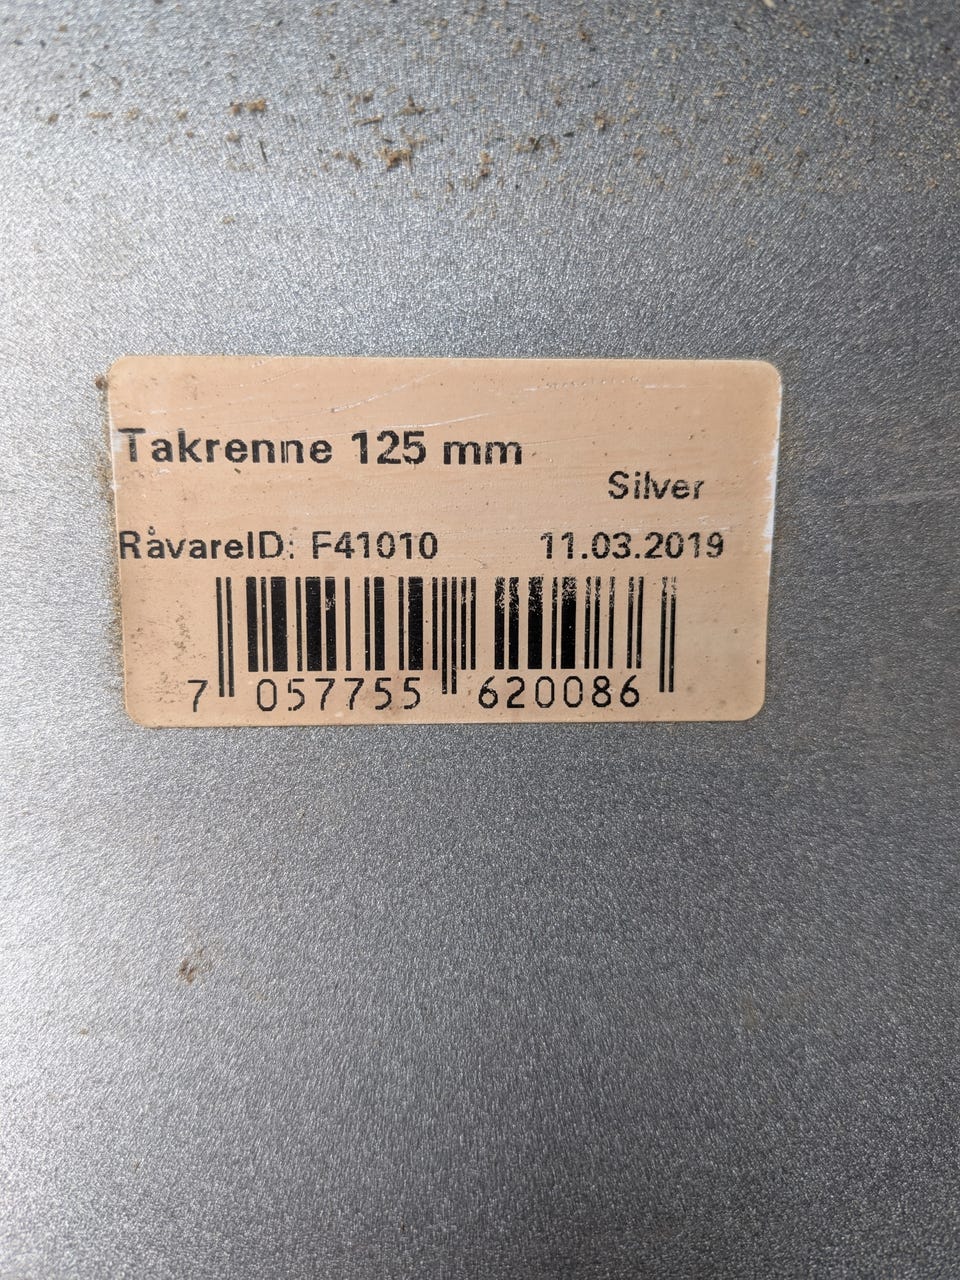 Takrenne 125 mm
Silver
RåvareID: F41010 11.03.2019
7 057755 620086